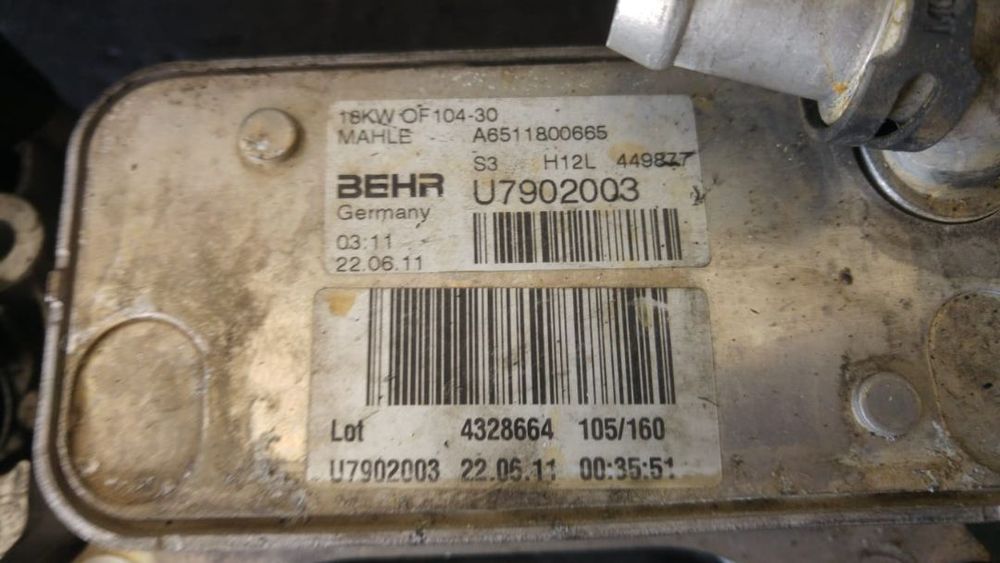 18KW OF104-30
MAHLE A6511800665
S3 H12L 449877
BEHR U7902003
Germany
03:11
22.06.11
Lot 4328664 105/160
U7902003 22.06.11 00:35:51